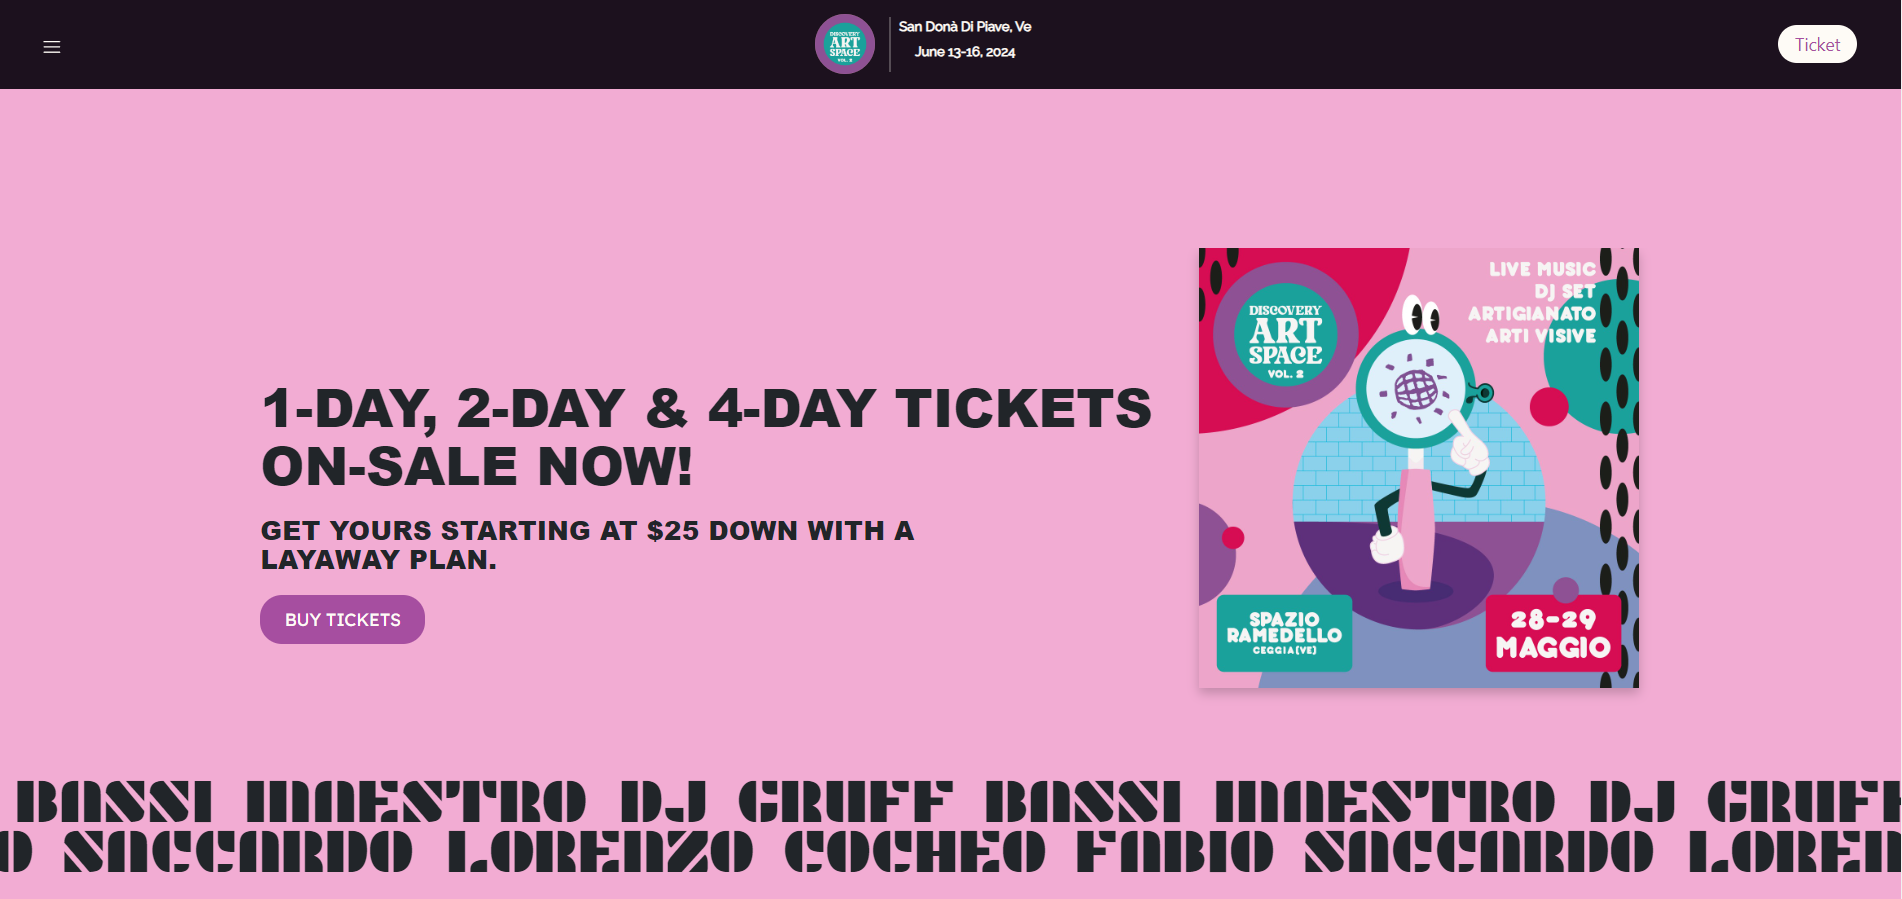 DISCOVERY
ART
SPACE
VOL. 2
San Donà Di Piave, Ve
June 13-16, 2024
Ticket
1-DAY, 2-DAY & 4-DAY TICKETS
ON-SALE NOW!
GET YOURS STARTING AT $25 DOWN WITH A
LAYAWAY PLAN.
BUY TICKETS
DISCOVERY
ART
SPACE
VOL. 2
LIVE MUSIC
DJ SET
ARTIGIANATO
ARTI VISIVE
SPAZIO
RAMEDELLO
CEGGIA(VE)
28-29
MAGGIO
BASSI MAESTRO DJ GRUFF BASSI MAESTRO DJ GRUFF
O SACCARDO LORENZO COCHEO FABIO SACCARDO LOREN